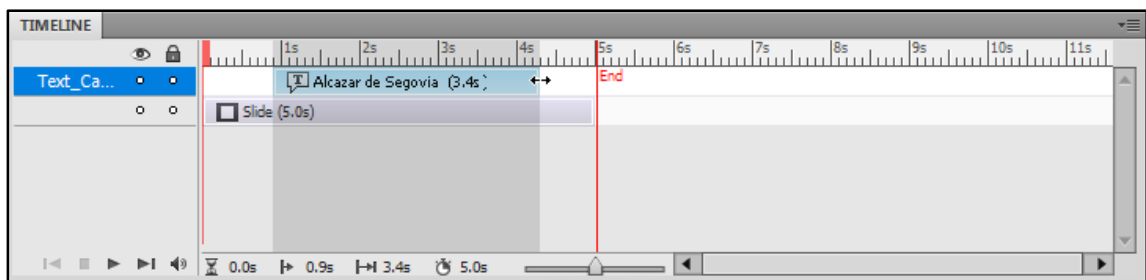 TIMELINE
1s 2s 3s 4s 5s 6s 7s 8s 9s 10s 11s
Text_Ca... Alcazar de Segovia (3.4s) End
Slide (5.0s)
0.0s 0.9s 3.4s 5.0s